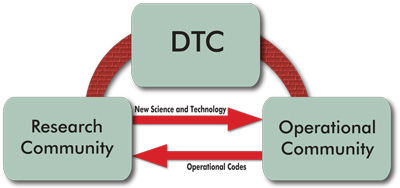 DTC
New Science and Technology
Research
Community
Operational
Community
Operational Codes